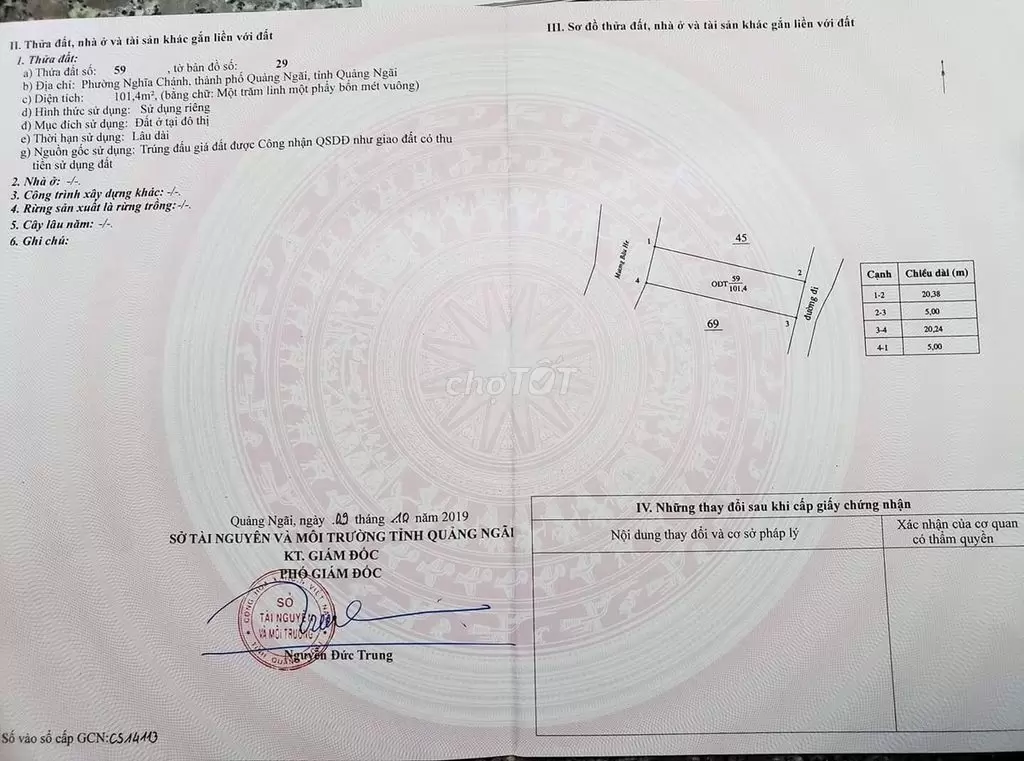 II. Thửa đất, nhà ở và tài sản khác gắn liền với đất
1. Thửa đất:
a) Thửa đất số: 59 , tờ bản đồ số: 29
b) Địa chỉ: Phường Nghĩa Chánh, thành phố Quảng Ngãi, tỉnh Quảng Ngãi
c) Diện tích: 101,4m², (bằng chữ: Một trăm linh một phẩy bốn mét vuông)
d) Hình thức sử dụng: Sử dụng riêng
đ) Mục đích sử dụng: Đất ở tại đô thị
e) Thời hạn sử dụng: Lâu dài
g) Nguồn gốc sử dụng: Trúng đấu giá đất được Công nhận QSDĐ như giao đất có thu
tiền sử dụng đất
2. Nhà ở: -/-.
3. Công trình xây dựng khác: -/-.
4. Rừng sản xuất là rừng trồng:-/-.
5. Cây lâu năm: -/-.
6. Ghi chú:
Quảng Ngãi, ngày 09 tháng 10 năm 2019
SỞ TÀI NGUYÊN VÀ MÔI TRƯỜNG TỈNH QUẢNG NGÃI
KT. GIÁM ĐỐC
PHÓ GIÁM ĐỐC
SỞ
TÀI NGUYÊN
VÀ MÔI TRƯỜNG
Nguyễn Đức Trung
Số vào sổ cấp GCN:CS14113
III. Sơ đồ thửa đất, nhà ở và tài sản khác gắn liền với đất
Mương Bàu He
1
45
2
ODT 59
101,4
4
69
3
đường đi
Cạnh Chiều dài (m)
1-2 20,38
2-3 5,00
3-4 20,24
4-1 5,00
chợTỐT
IV. Những thay đổi sau khi cấp giấy chứng nhận
Nội dung thay đổi và cơ sở pháp lý
Xác nhận của cơ quan
có thẩm quyền